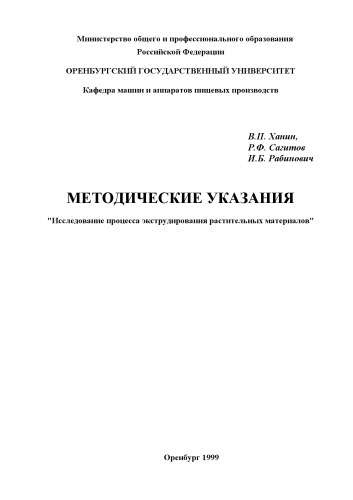 Министерство общего и профессионального образования
Российской Федерации
ОРЕНБУРГСКИЙ ГОСУДАРСТВЕННЫЙ УНИВЕРСИТЕТ
Кафедра машин и аппаратов пищевых производств
В.П. Ханин,
Р.Ф. Сагитов
И.Б. Рабинович
МЕТОДИЧЕСКИЕ УКАЗАНИЯ
"Исследование процесса экструдирования растительных материалов"
Оренбург 1999